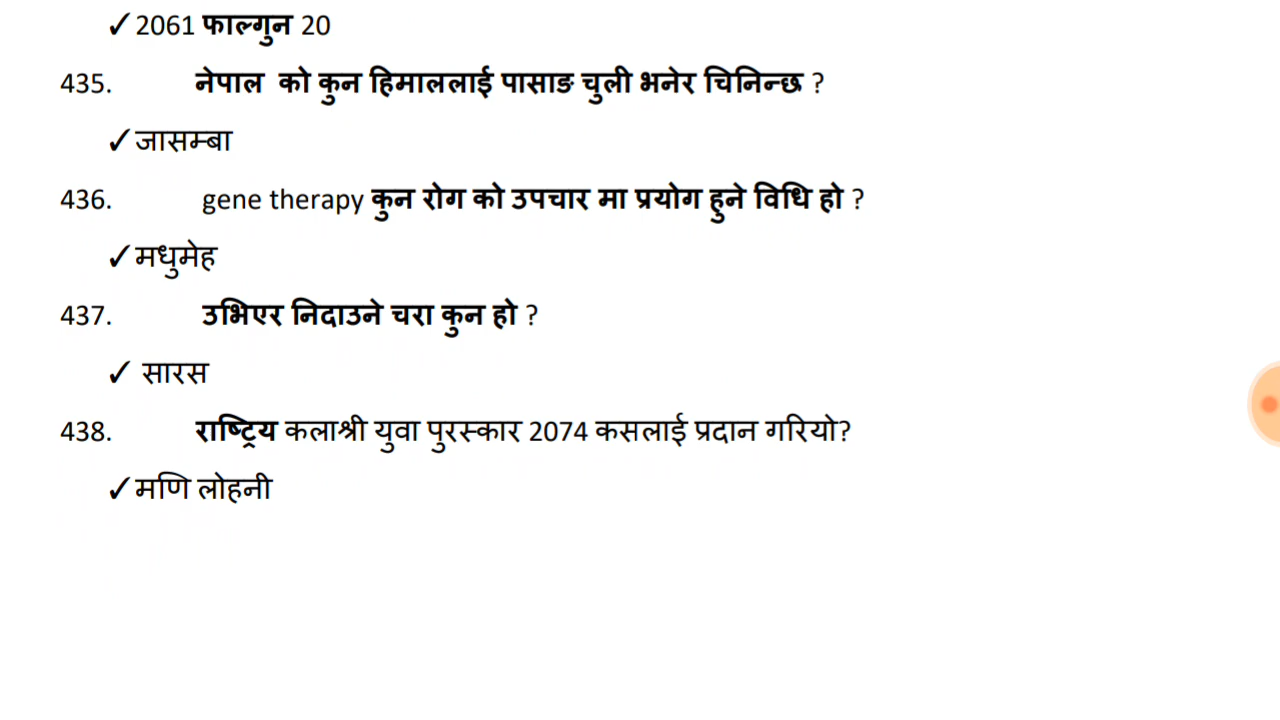 ✓2061 फाल्गुन 20
435. नेपाल को कुन हिमाललाई पासाङ चुली भनेर चिनिन्छ ?
✓जासम्बा
436. gene therapy कुन रोग को उपचार मा प्रयोग हुने विधि हो ?
✓मधुमेह
437. उभिएर निदाउने चरा कुन हो ?
✓ सारस
438. राष्ट्रिय कलाश्री युवा पुरस्कार 2074 कसलाई प्रदान गरियो?
✓मणि लोहनी